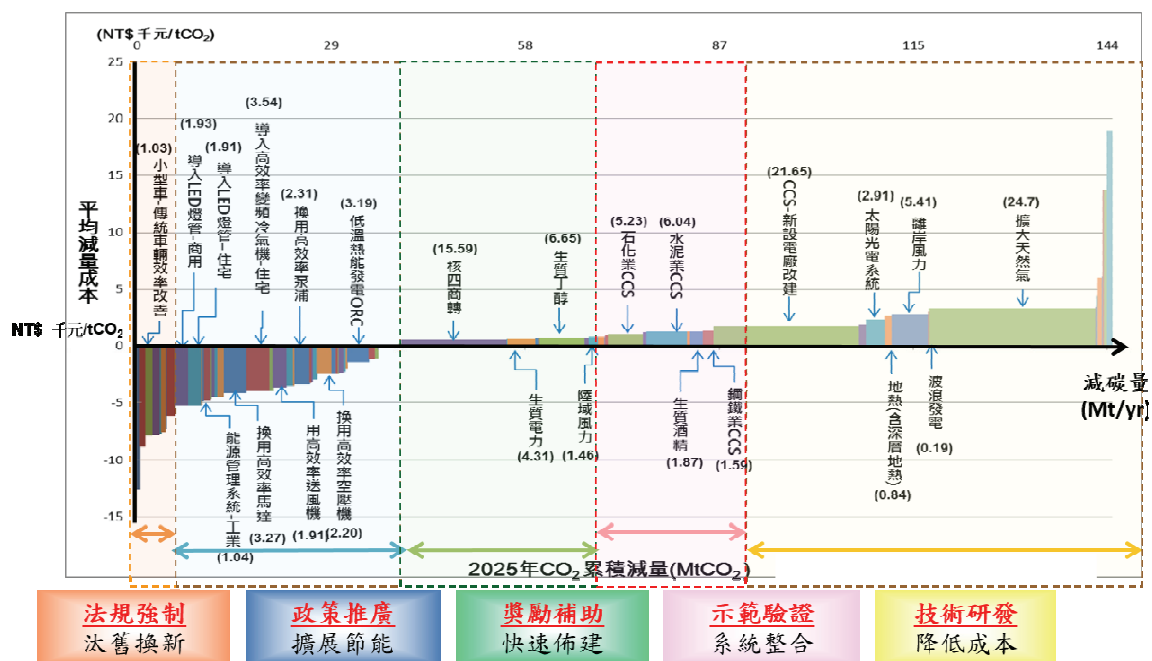 (NT$ 千元/tCO₂)
0 29 58 87 115 144
25
20
15
10
5
0
-5
-10
-15
平均減量成本
NT$ 千元/tCO₂
(1.03)
小型車-傳統車輛效率改善
(1.93)
導入LED燈管-商用
(1.91)
導入LED燈管-住宅
(3.54)
導入高效率變頻冷氣機-住宅
(2.31)
換用高效率泵浦
(3.19)
低溫熱能發電ORC
(15.59)
核四商轉
(6.65)
生質丁醇
(5.23)
石化業CCS
(6.04)
水泥業CCS
(21.65)
CCS-新設電廠改建
(2.91)
太陽光電系統
(5.41)
離岸風力
(24.7)
擴大天然氣
能源管理系統-工業
(1.04)
換用高效率馬達
(3.27)
用高效率送風機
(1.91)
換用高效率空壓機
(2.20)
生質電力
(4.31)
陸域風力
(1.46)
生質酒精
(1.87)
鋼鐵業CCS
(1.59)
地熱(含深層地熱)
(0.84)
波浪發電
(0.19)
減碳量
(Mt/yr)
2025年CO₂累積減量(MtCO₂)
法規強制
汰舊換新
政策推廣
擴展節能
獎勵補助
快速佈建
示範驗證
系統整合
技術研發
降低成本